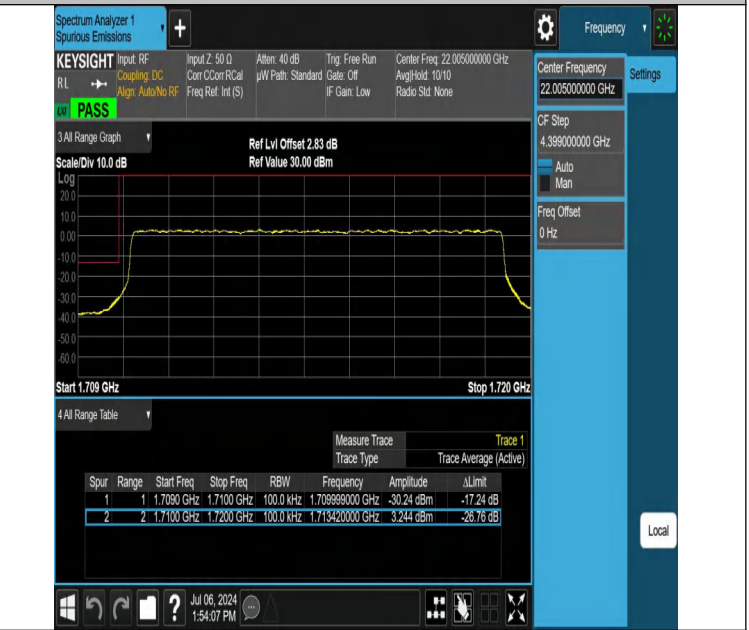 Spectrum Analyzer 1
Spurious Emissions
+
Frequency
KEYSIGHT
RL
Input: RF
Coupling: DC
Align: Auto/No RF
Input Z: 50 Ω
Corr CCorr RCal
Freq Ref: Int (S)
Atten: 40 dB
µW Path: Standard
Trig: Free Run
Gate: Off
IF Gain: Low
Center Freq: 22.005000000 GHz
Avg|Hold: 10/10
Radio Std: None
PASS
Center Frequency
22.005000000 GHz
Settings
CF Step
4.399000000 GHz
Auto
Man
Freq Offset
0 Hz
3 All Range Graph
Scale/Div 10.0 dB
Ref Lvl Offset 2.83 dB
Ref Value 30.00 dBm
Log
20.0
10.0
0.00
-10.0
-20.0
-30.0
-40.0
-50.0
-60.0
Start 1.709 GHz
Stop 1.720 GHz
4 All Range Table
Measure Trace Trace 1
Trace Type Trace Average (Active)
Spur Range Start Freq Stop Freq RBW Frequency Amplitude ΔLimit
1 1 1.7090 GHz 1.7100 GHz 100.0 kHz 1.709999000 GHz -30.24 dBm -17.24 dB
2 2 1.7100 GHz 1.7200 GHz 100.0 kHz 1.713420000 GHz 3.244 dBm -26.76 dB
Local
?
Jul 06, 2024
1:54:07 PM